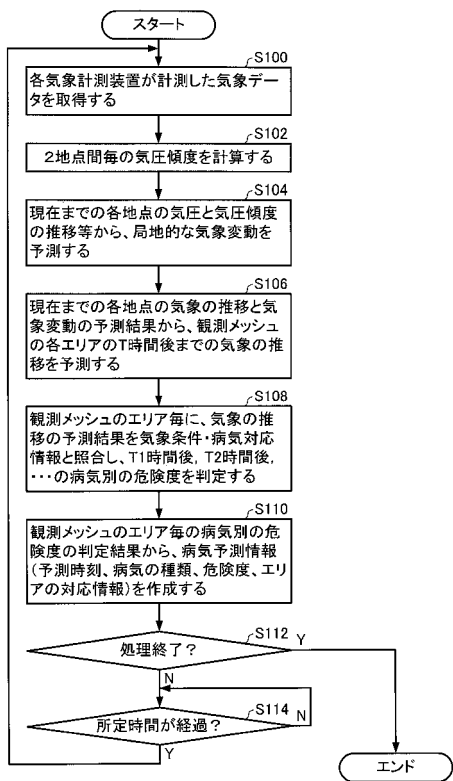 スタート
S100
各気象計測装置が計測した気象デー
タを取得する
S102
2地点間毎の気圧傾度を計算する
S104
現在までの各地点の気圧と気圧傾度
の推移等から、局地的な気象変動を
予測する
S106
現在までの各地点の気象の推移と気
象変動の予測結果から、観測メッシュ
の各エリアのT時間後までの気象の推
移を予測する
S108
観測メッシュのエリア毎に、気象の推
移の予測結果を気象条件・病気対応
情報と照合し、T1時間後, T2時間後,
・・・の病気別の危険度を判定する
S110
観測メッシュのエリア毎の病気別の危
険度の判定結果から、病気予測情報
(予測時刻、病気の種類、危険度、エリ
アの対応情報)を作成する
S112
処理終了?
Y
N
S114
所定時間が経過?
N
Y
エンド